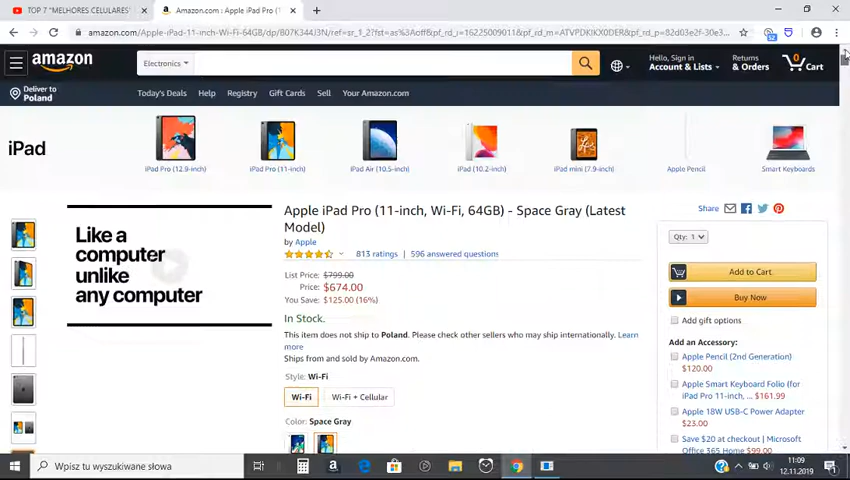 TOP 7 "MELHORES CELULARES"
Amazon.com : Apple iPad Pro (11-in
amazon.com/Apple-iPad-11-inch-Wi-Fi-64GB/dp/B07K344J3N/ref=sr_1_2?fst=as%3Aoff&pf_rd_i=16225009011&pf_rd_m=ATVPDKIKX0DER&pf_rd_p=82d03e2f-30e3...
amazon
Electronics
Hello, Sign in
Account & Lists
Returns
& Orders
0
Cart
Deliver to
Poland
Today's Deals Help Registry Gift Cards Sell Your Amazon.com
iPad
iPad Pro (12.9-inch) iPad Pro (11-inch) iPad Air (10.5-inch) iPad (10.2-inch) iPad mini (7.9-inch) Apple Pencil Smart Keyboards
Like a
computer
unlike
any computer
Apple iPad Pro (11-inch, Wi-Fi, 64GB) - Space Gray (Latest
Model)
by Apple
813 ratings | 596 answered questions
List Price: $799.00
Price: $674.00
You Save: $125.00 (16%)
In Stock.
This item does not ship to Poland. Please check other sellers who may ship internationally. Learn
more
Ships from and sold by Amazon.com.
Style: Wi-Fi
Wi-Fi Wi-Fi + Cellular
Color: Space Gray
Share
Qty: 1
Add to Cart
Buy Now
Add gift options
Add an Accessory:
Apple Pencil (2nd Generation)
$120.00
Apple Smart Keyboard Folio (for
iPad Pro 11-inch, ... $161.99
Apple 18W USB-C Power Adapter
$23.00
Save $20 at checkout | Microsoft
Office 365 Home $99.00
Wpisz tu wyszukiwane słowa
11:09
12.11.2019